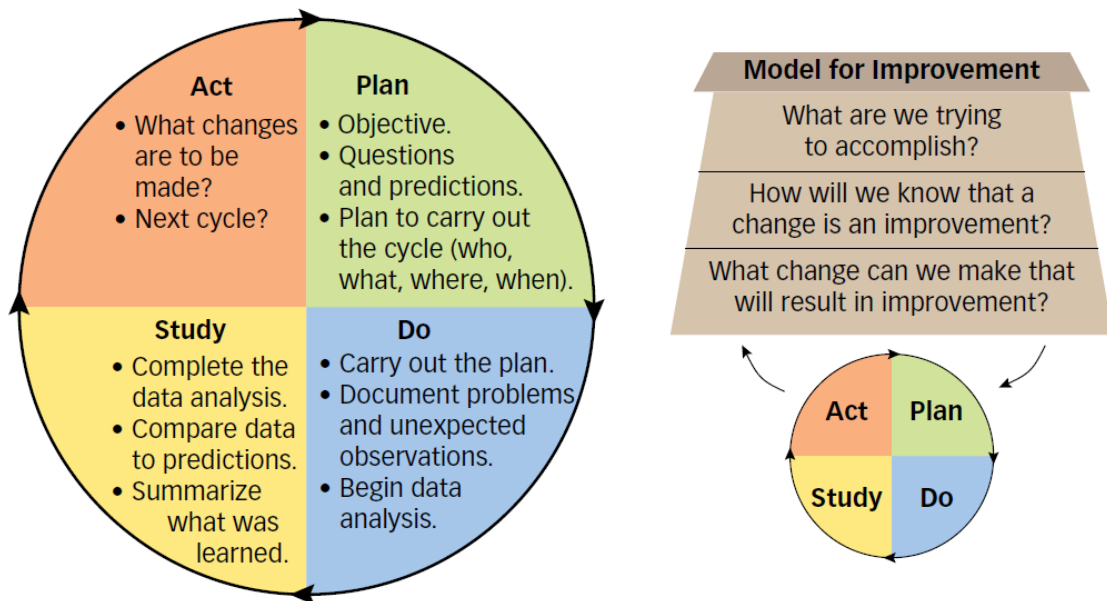 Act
• What changes
are to be
made?
• Next cycle?
Plan
• Objective.
• Questions
and predictions.
• Plan to carry out
the cycle (who,
what, where, when).
Study
• Complete the
data analysis.
• Compare data
to predictions.
• Summarize
what was
learned.
Do
• Carry out the plan.
• Document problems
and unexpected
observations.
• Begin data
analysis.
Model for Improvement
What are we trying
to accomplish?
How will we know that a
change is an improvement?
What change can we make that
will result in improvement?
Act
Plan
Study
Do